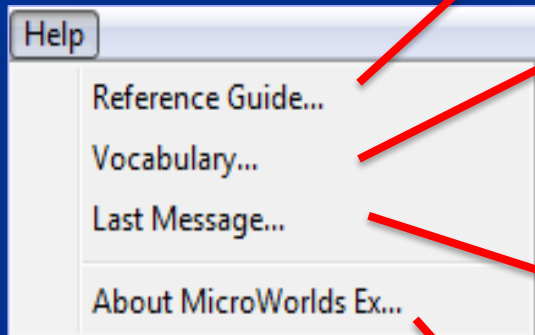 Help
Reference Guide...
Vocabulary...
Last Message...
About MicroWorlds Ex...